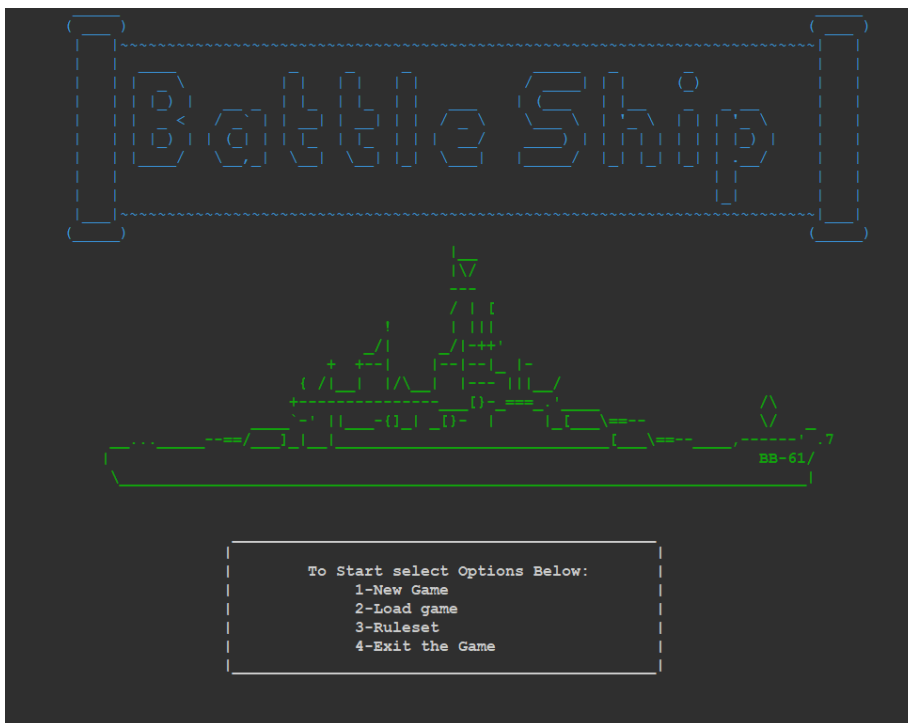 Battle Ship
BB-61
To Start select Options Below:
1-New Game
2-Load game
3-Ruleset
4-Exit the Game